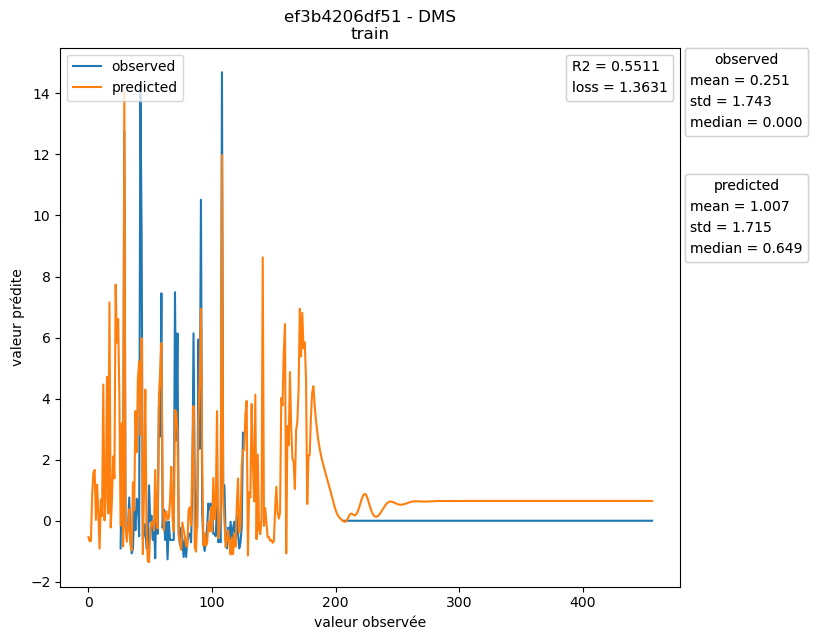 ef3b4206df51 - DMS
train
observed
predicted
R2 = 0.5511
loss = 1.3631
observed
mean = 0.251
std = 1.743
median = 0.000
predicted
mean = 1.007
std = 1.715
median = 0.649
valeur prédite
14
12
10
8
6
4
2
0
−2
0
100
200
300
400
valeur observée